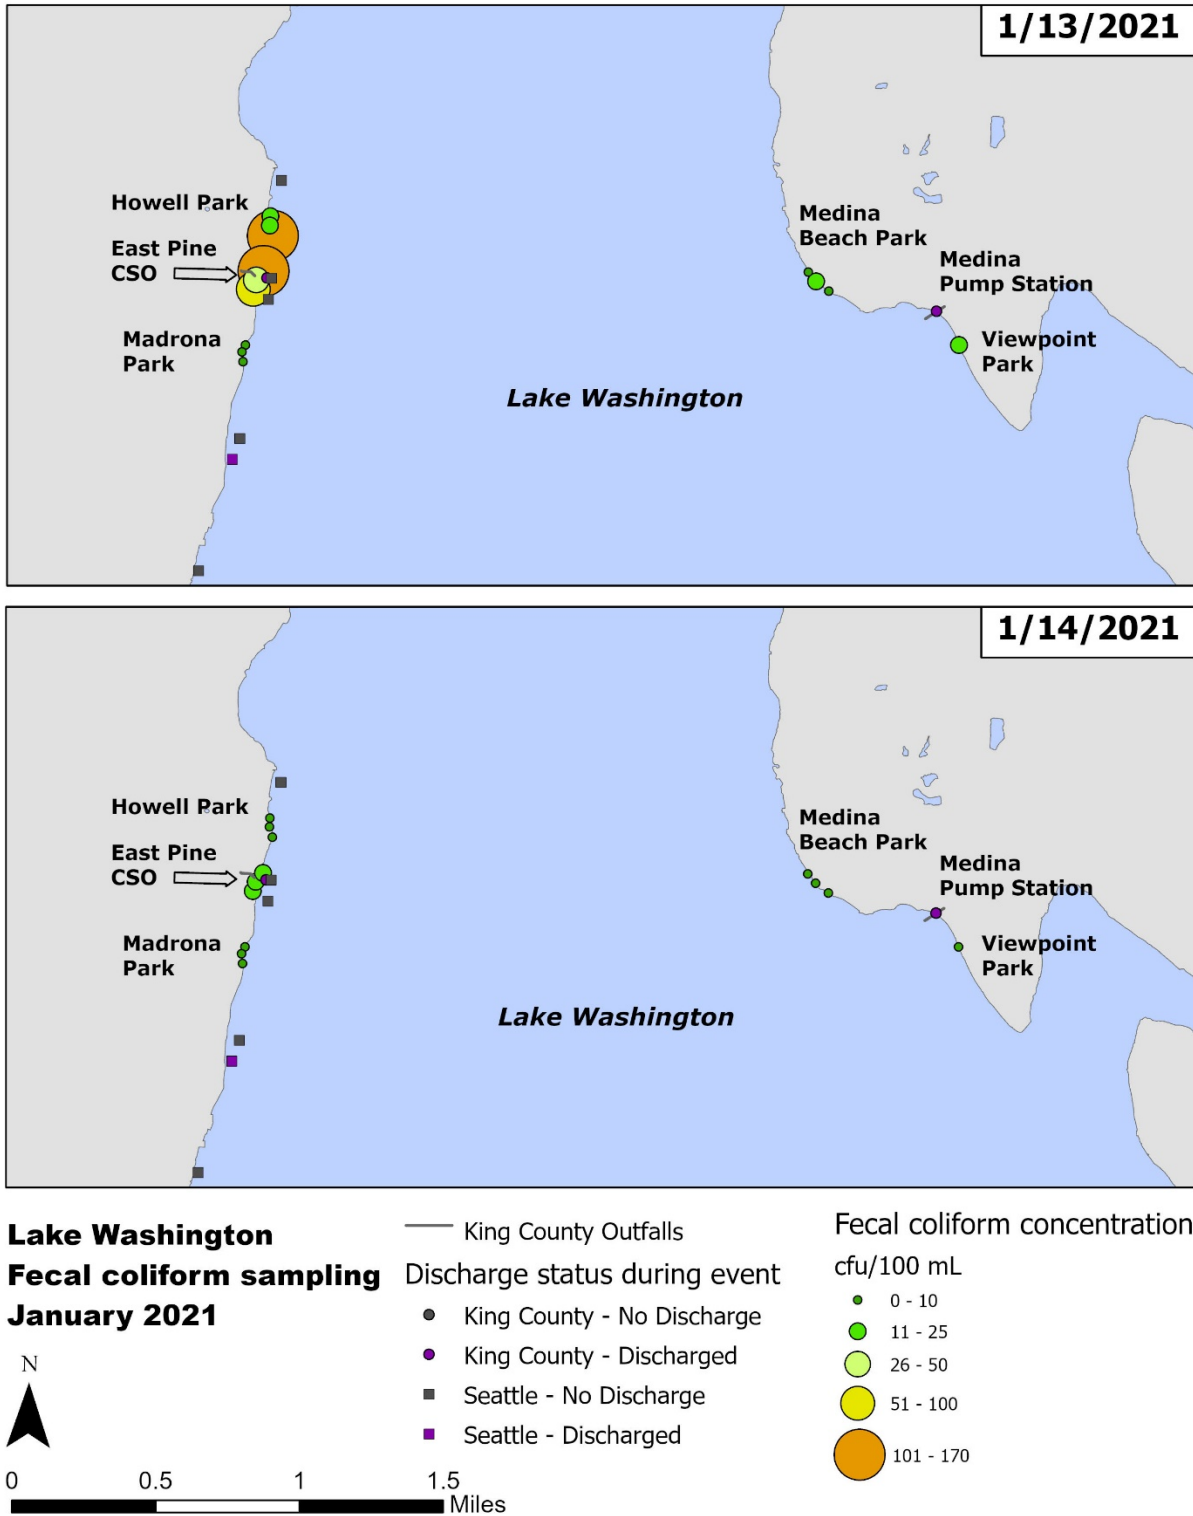 1/13/2021
Howell Park
East Pine
CSO
Madrona
Park
Medina
Beach Park
Medina
Pump Station
Viewpoint
Park
Lake Washington
1/14/2021
Howell Park
East Pine
CSO
Madrona
Park
Medina
Beach Park
Medina
Pump Station
Viewpoint
Park
Lake Washington
Lake Washington
Fecal coliform sampling
January 2021
N
0 0.5 1 1.5
Miles
King County Outfalls
Discharge status during event
King County - No Discharge
King County - Discharged
Seattle - No Discharge
Seattle - Discharged
Fecal coliform concentration
cfu/100 mL
0 - 10
11 - 25
26 - 50
51 - 100
101 - 170